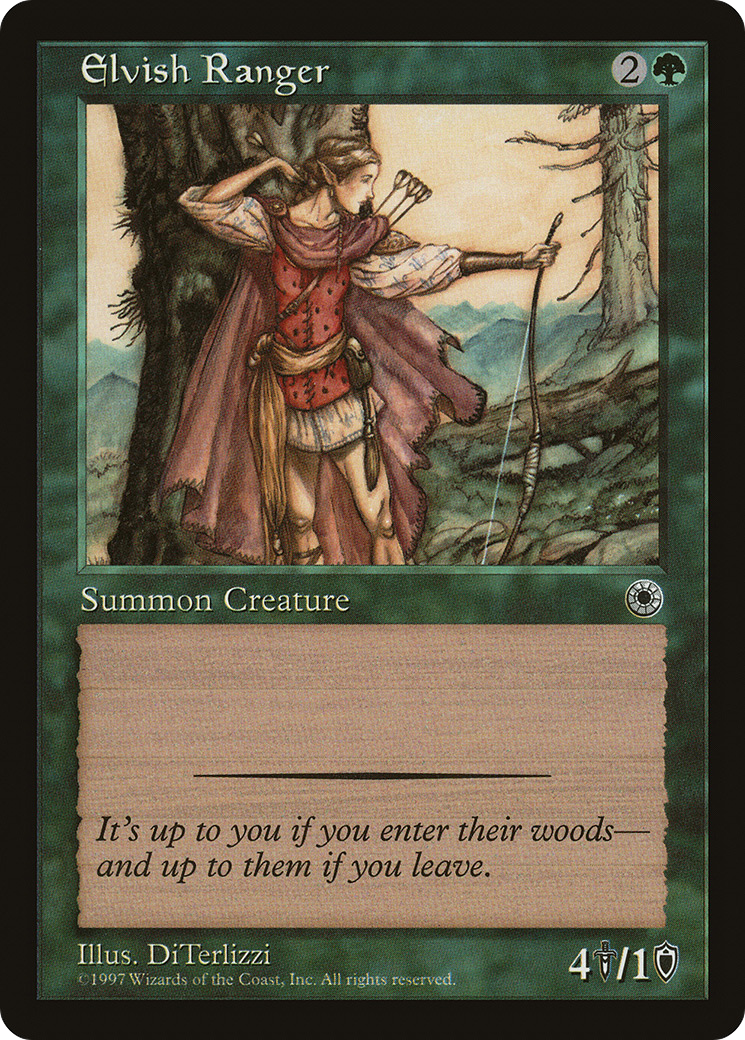 Elvish Ranger
2
Summon Creature
It's up to you if you enter their woods—
and up to them if you leave.
Illus. DiTerlizzi
©1997 Wizards of the Coast, Inc. All rights reserved.
4/1